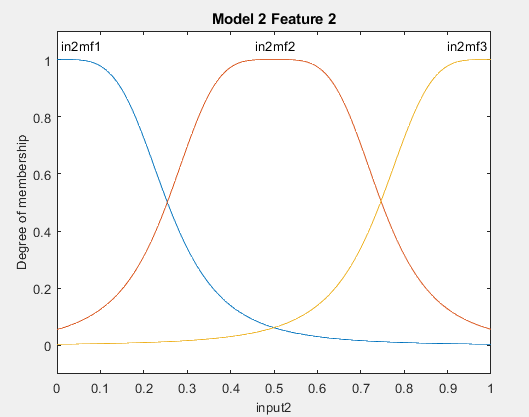 Model 2 Feature 2
in2mf1 in2mf2 in2mf3
1
0.8
0.6
0.4
0.2
0
Degree of membership
0 0.1 0.2 0.3 0.4 0.5 0.6 0.7 0.8 0.9 1
input2